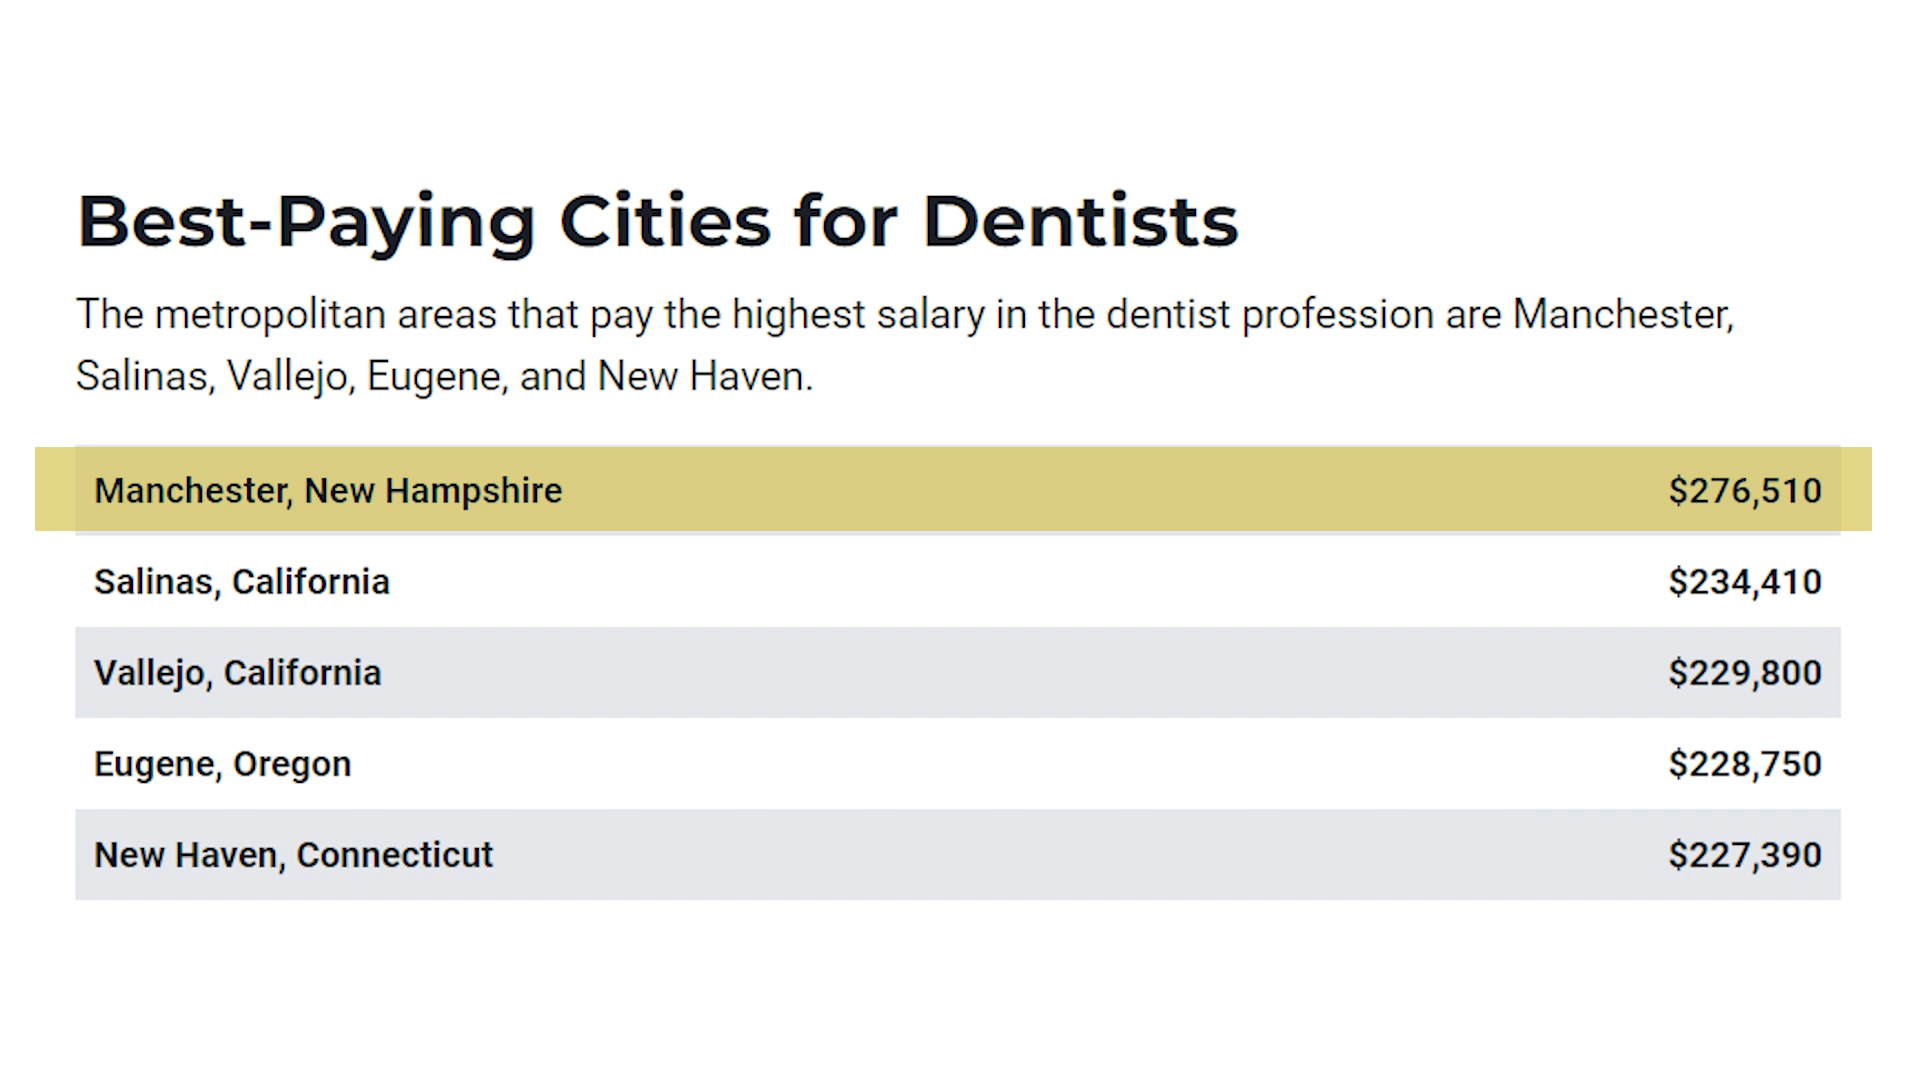 Best-Paying Cities for Dentists
The metropolitan areas that pay the highest salary in the dentist profession are Manchester,
Salinas, Vallejo, Eugene, and New Haven.
Manchester, New Hampshire $276,510
Salinas, California $234,410
Vallejo, California $229,800
Eugene, Oregon $228,750
New Haven, Connecticut $227,390